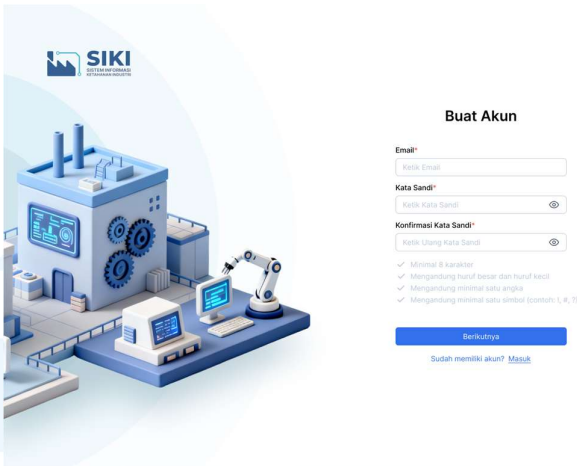 SIKI
SISTEM INFORMASI
KETAHANAN INDUSTRI
Buat Akun
Email*
Ketik Email
Kata Sandi*
Ketik Kata Sandi
Konfirmasi Kata Sandi*
Ketik Ulang Kata Sandi
Minimal 8 karakter
Mengandung huruf besar dan huruf kecil
Mengandung minimal satu angka
Mengandung minimal satu simbol (contoh: !, #, ?)
Berikutnya
Sudah memiliki akun? Masuk